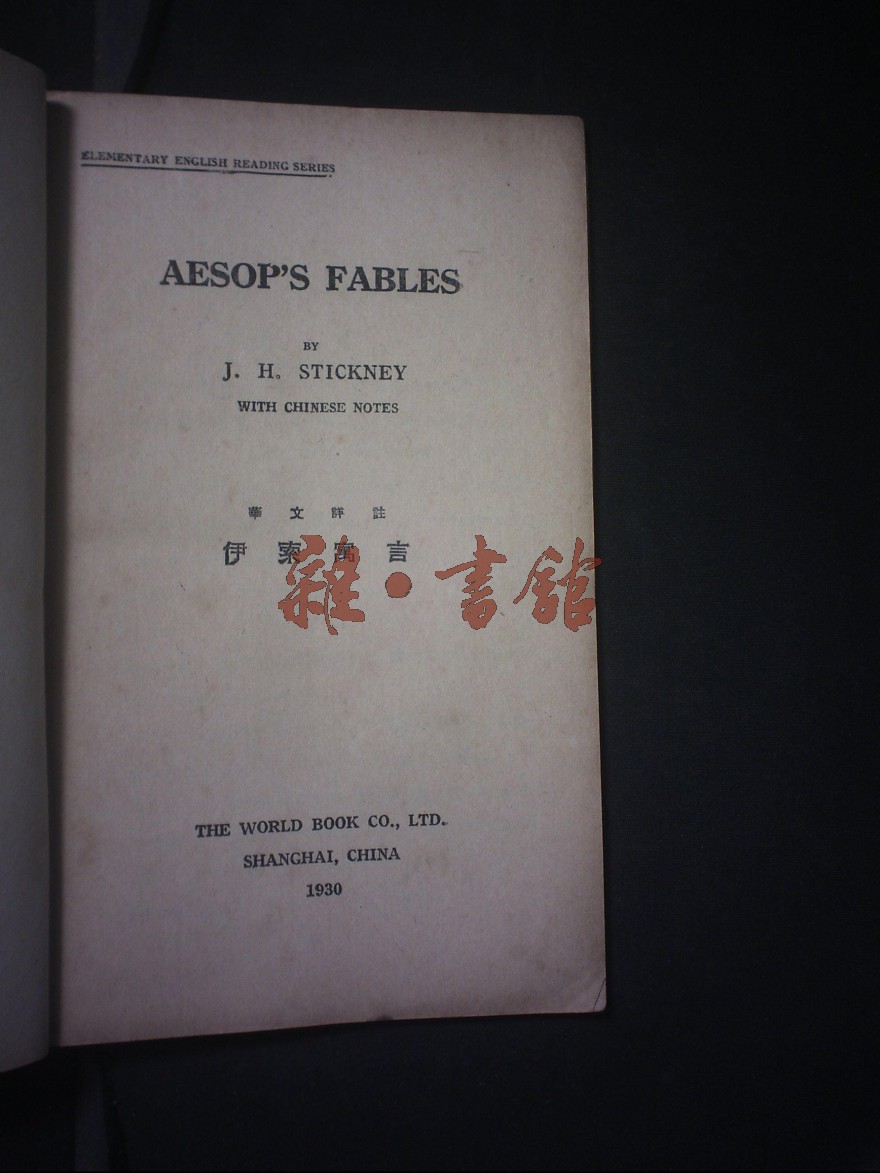 ELEMENTARY ENGLISH READING SERIES
AESOP'S FABLES
BY
J. H. STICKNEY
WITH CHINESE NOTES
華文詳註
伊索寓言
雜·書館
THE WORLD BOOK CO., LTD.
SHANGHAI, CHINA
1930